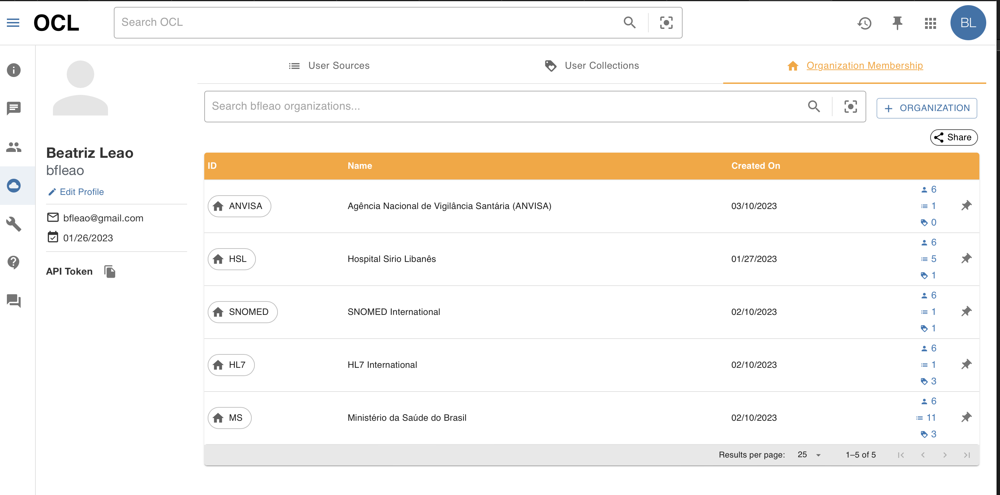 OCL
Search OCL
BL
User Sources
User Collections
Organization Membership
Search bfleao organizations...
+ ORGANIZATION
Share
Beatriz Leao
bfleao
Edit Profile
bfleao@gmail.com
01/26/2023
API Token
ID Name Created On
ANVISA Agência Nacional de Vigilância Santária (ANVISA) 03/10/2023
6
1
0
HSL Hospital Sirio Libanês 01/27/2023
6
5
1
SNOMED SNOMED International 02/10/2023
6
1
1
HL7 HL7 International 02/10/2023
6
1
3
MS Ministério da Saúde do Brasil 02/10/2023
6
11
3
Results per page: 25 1–5 of 5